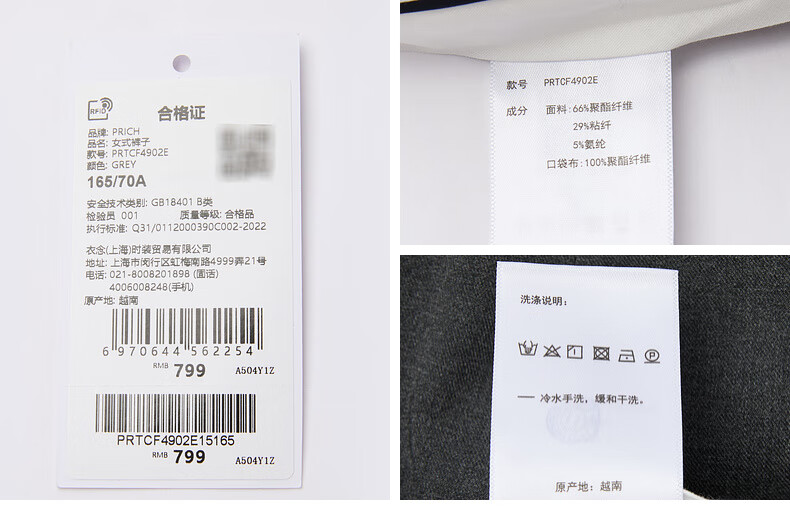 RFID
合格证
品牌: PRICH
品名: 女式裤子
款号: PRTCF4902E
颜色: GREY
165/70A
安全技术类别: GB18401 B类
检验员 001 质量等级: 合格品
执行标准: Q31/0112000390C002-2022
衣念(上海)时装贸易有限公司
地址: 上海市闵行区虹梅南路4999弄21号
电话: 021-8008201898 (固话)
4006008248(手机)
原产地: 越南
6 970644 562254
RMB 799 A504Y1Z
PRTCF4902E15165
RMB 799 A504Y1Z
款号 PRTCF4902E
成分 面料:66%聚酯纤维
29%粘纤
5%氨纶
口袋布:100%聚酯纤维
洗涤说明:
P
冷水手洗,缓和干洗。
原产地: 越南